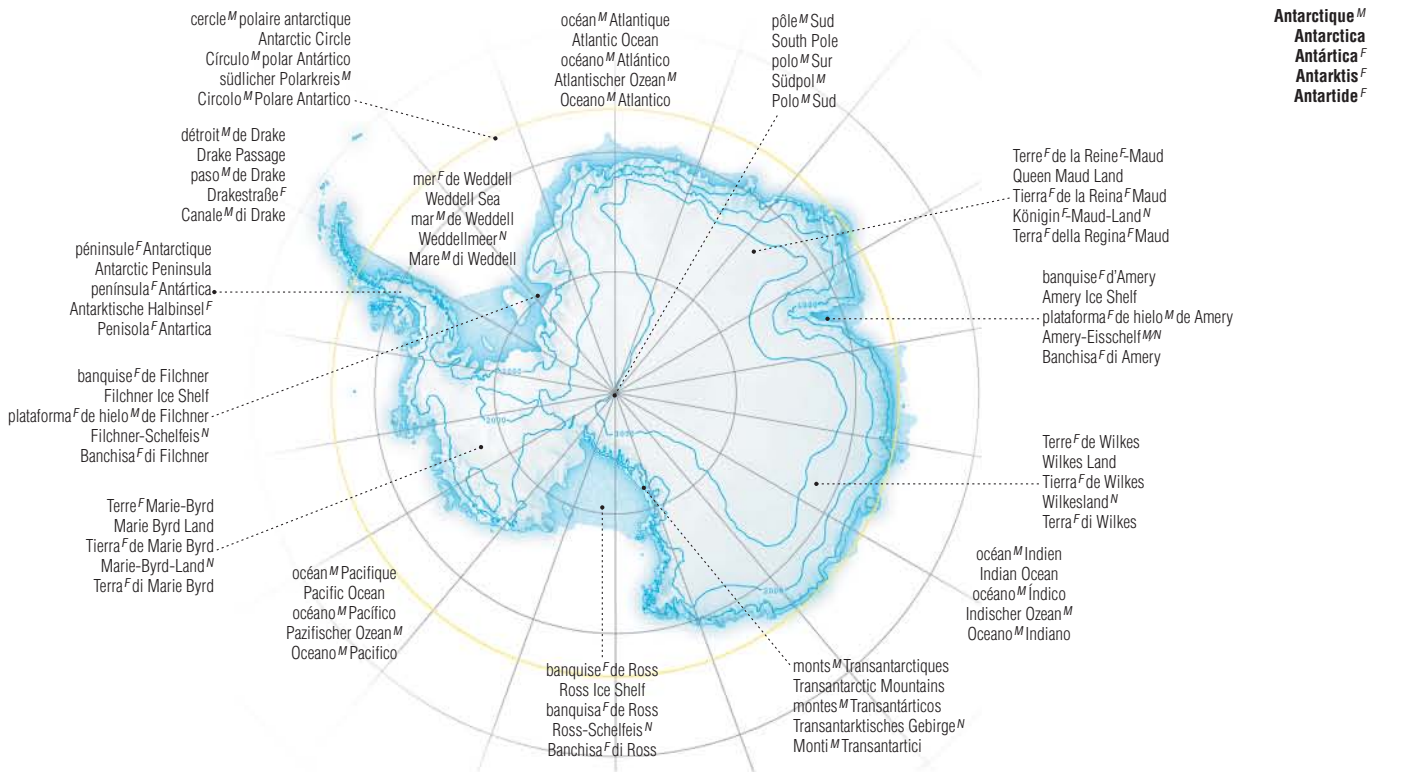 cercle M polaire antarctique
Antarctic Circle
Círculo M polar Antártico
südlicher Polarkreis M
Circolo M Polare Antartico
océan M Atlantique
Atlantic Ocean
océano M Atlántico
Atlantischer Ozean M
Oceano M Atlantico
pôle M Sud
South Pole
polo M Sur
Südpol M
Polo M Sud
Antarctique M
Antarctica
Antártica F
Antarktis F
Antartide F
détroit M de Drake
Drake Passage
paso M de Drake
Drakestraße F
Canale M di Drake
mer F de Weddell
Weddell Sea
mar M de Weddell
Weddellmeer N
Mare M di Weddell
Terre F de la Reine F-Maud
Queen Maud Land
Tierra F de la Reina F Maud
Königin F-Maud-Land N
Terra F della Regina F Maud
péninsule F Antarctique
Antarctic Peninsula
península F Antártica
Antarktische Halbinsel F
Penisola F Antartica
banquise F d'Amery
Amery Ice Shelf
plataforma F de hielo M de Amery
Amery-Eisschelf M/N
Banchisa F di Amery
banquise F de Filchner
Filchner Ice Shelf
plataforma F de hielo M de Filchner
Filchner-Schelfeis N
Banchisa F di Filchner
Terre F de Wilkes
Wilkes Land
Tierra F de Wilkes
Wilkesland N
Terra F di Wilkes
Terre F Marie-Byrd
Marie Byrd Land
Tierra F de Marie Byrd
Marie-Byrd-Land N
Terra F di Marie Byrd
océan M Indien
Indian Ocean
océano M Índico
Indischer Ozean M
Oceano M Indiano
océan M Pacifique
Pacific Ocean
océano M Pacífico
Pazifischer Ozean M
Oceano M Pacifico
banquise F de Ross
Ross Ice Shelf
banquisa F de Ross
Ross-Schelfeis N
Banchisa F di Ross
monts M Transantarctiques
Transantarctic Mountains
montes M Transantárticos
Transantarktisches Gebirge N
Monti M Transantartici
2000
3000
2000